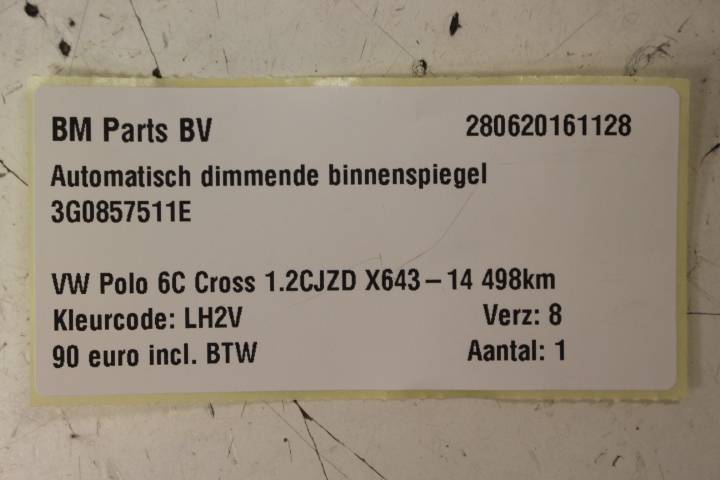 BM Parts BV 280620161128
Automatisch dimmende binnenspiegel
3G0857511E
VW Polo 6C Cross 1.2CJZD X643–14 498km
Kleurcode: LH2V Verz: 8
90 euro incl. BTW Aantal: 1